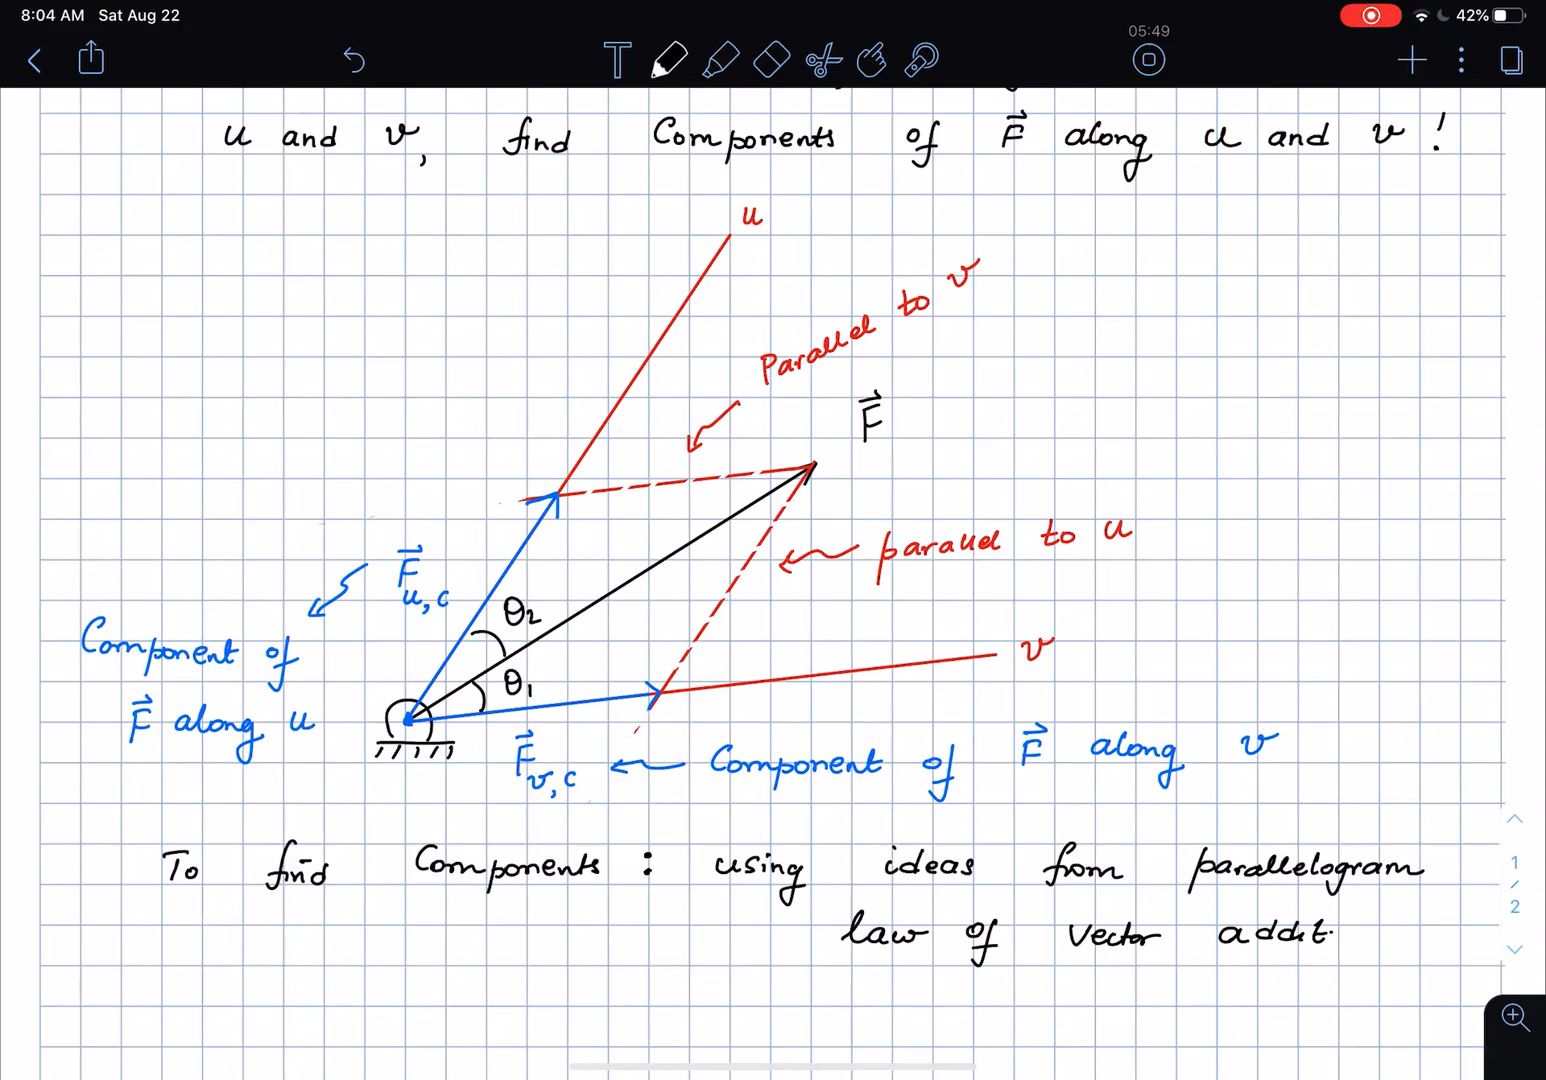 8:04 AM Sat Aug 22
42%
05:49
T
u and v, find Components of F⃗ along u and v !
u
Parallel to v
F⃗
parallel to u
F⃗u,c
θ2
Component of
F⃗ along u
θ1
v
F⃗v,c
Component of F⃗ along v
To find Components : using ideas from parallelogram
law of vector addit.
1
/
2